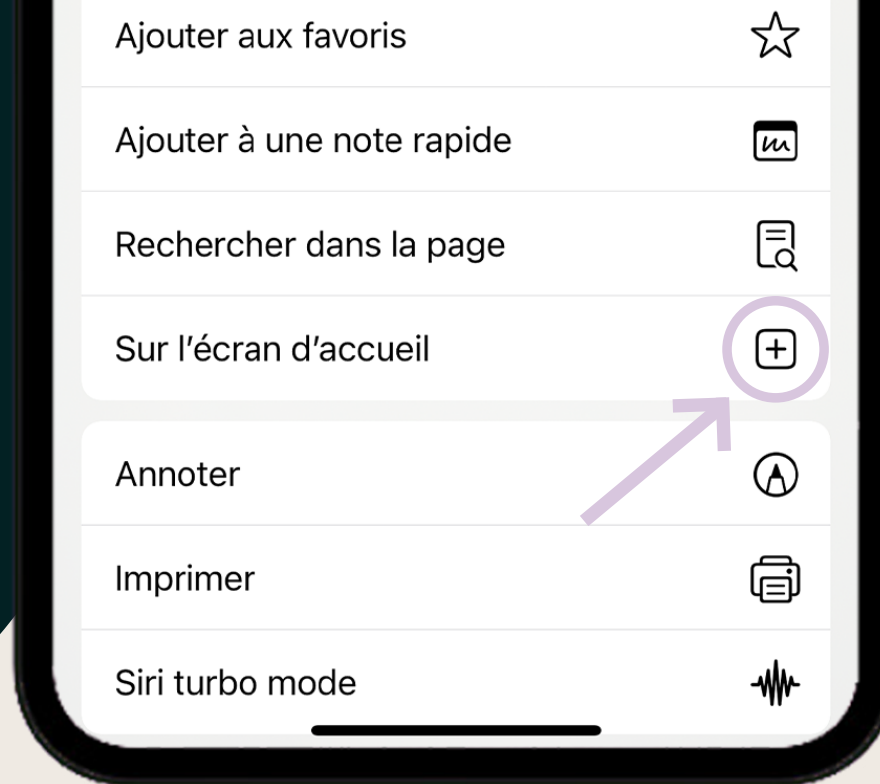 Ajouter aux favoris
Ajouter à une note rapide
Rechercher dans la page
Sur l’écran d’accueil
Annoter
Imprimer
Siri turbo mode